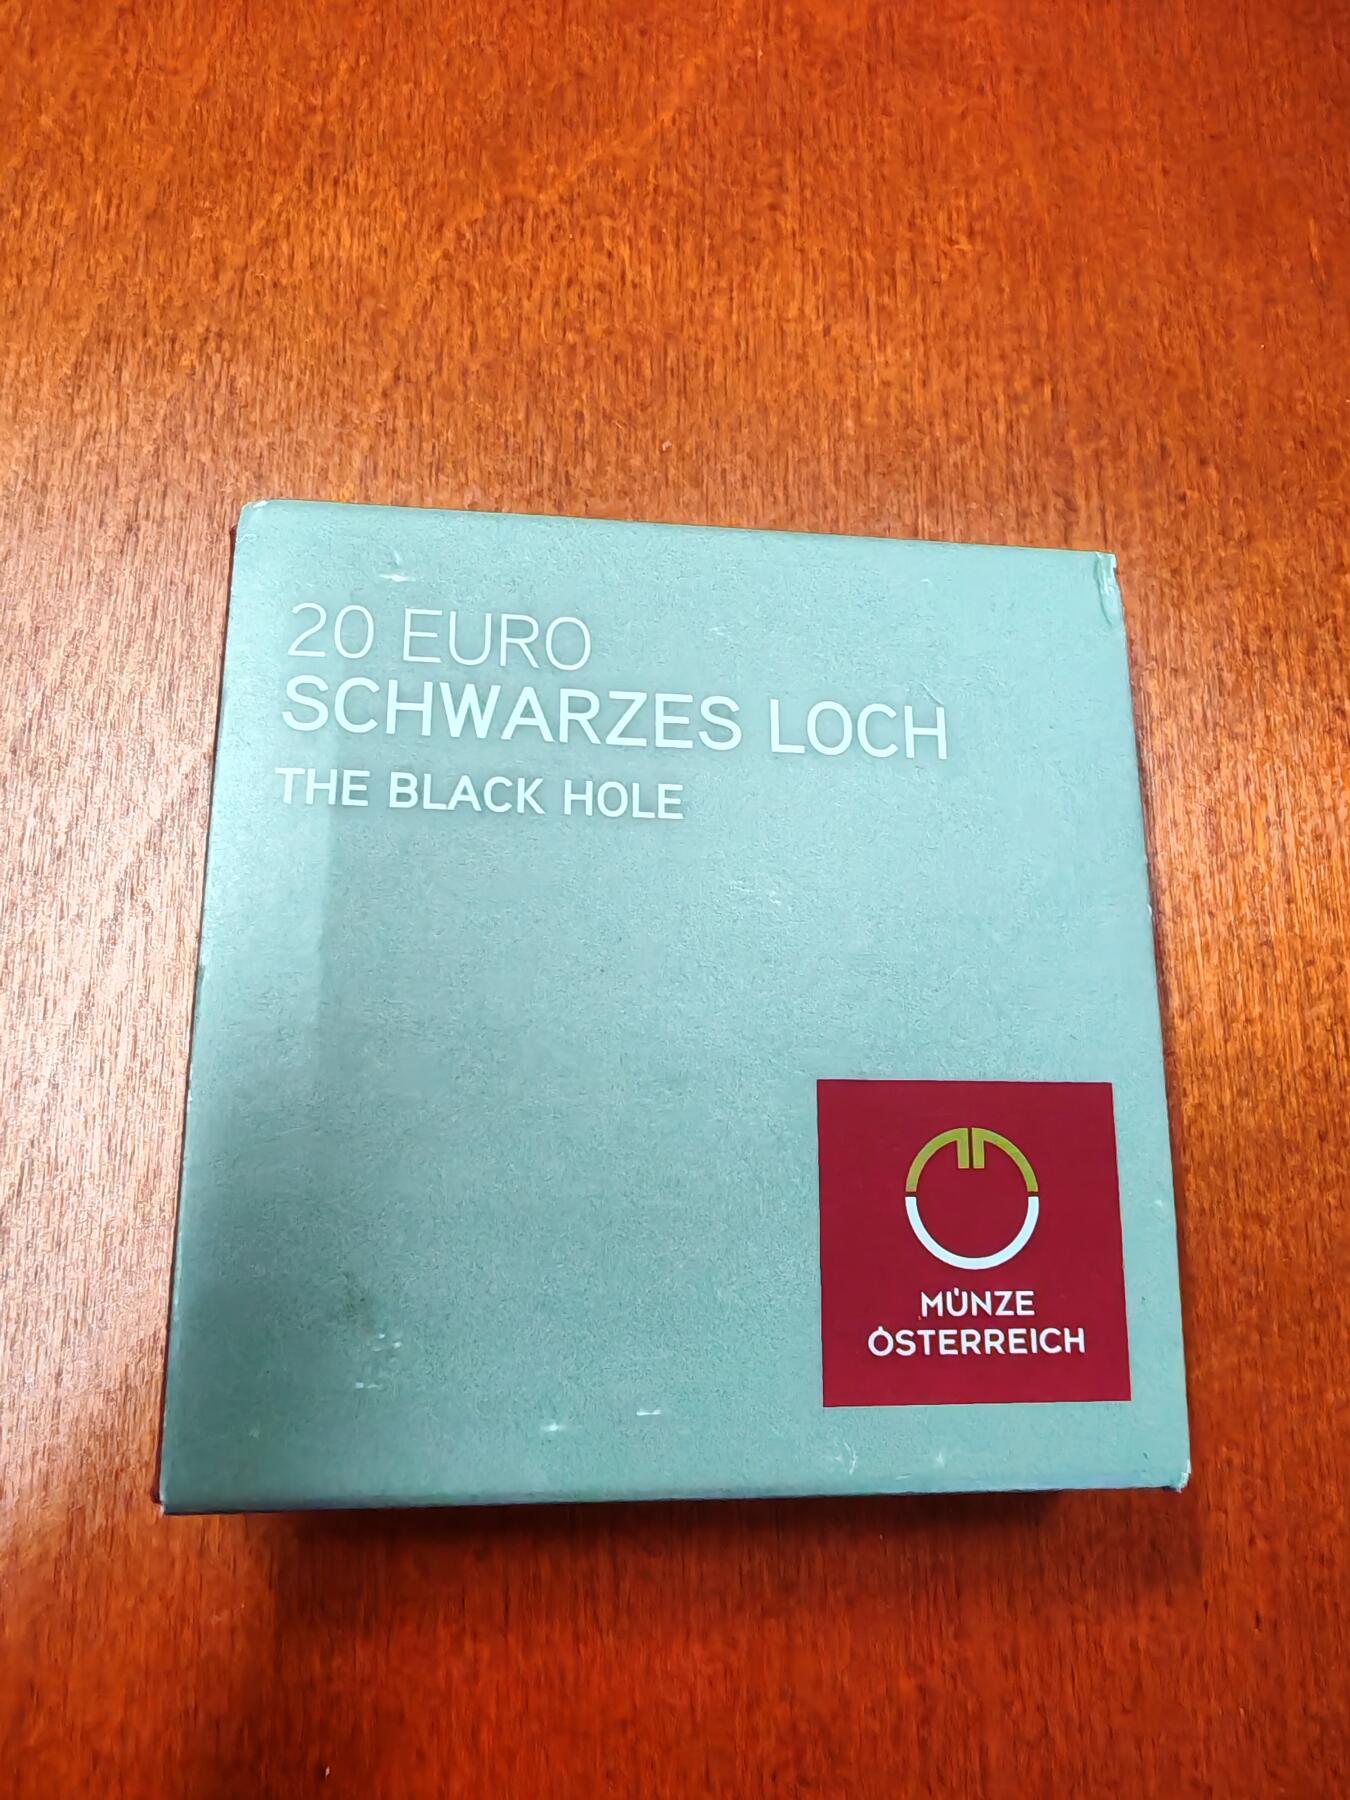 20 EURO
SCHWARZES LOCH
THE BLACK HOLE
MÜNZE
ÖSTERREICH